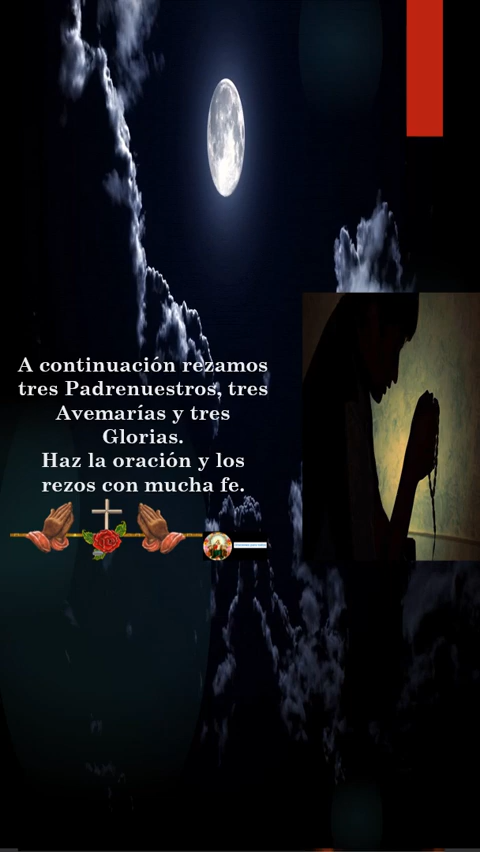 A continuación rezamos
tres Padrenuestros, tres
Avemarías y tres
Glorias.
Haz la oración y los
rezos con mucha fe.